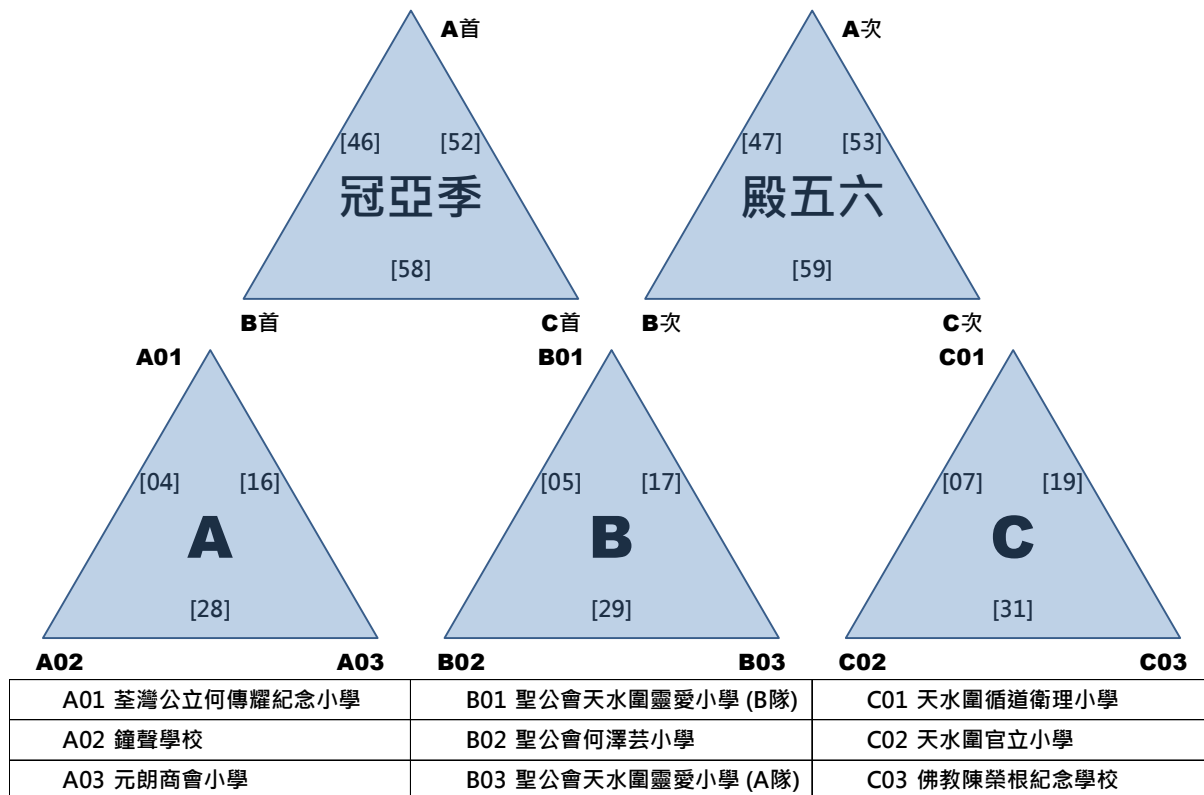 A首 A次
[46] [52] [47] [53]
冠亞季 殿五六
[58] [59]
B首 C首 B次 C次
A01 B01 C01
[04] [16] [05] [17] [07] [19]
A B C
[28] [29] [31]
A02 A03 B02 B03 C02 C03
A01 荃灣公立何傳耀紀念小學 B01 聖公會天水圍靈愛小學 (B隊) C01 天水圍循道衛理小學
A02 鐘聲學校 B02 聖公會何澤芸小學 C02 天水圍官立小學
A03 元朗商會小學 B03 聖公會天水圍靈愛小學 (A隊) C03 佛教陳榮根紀念學校